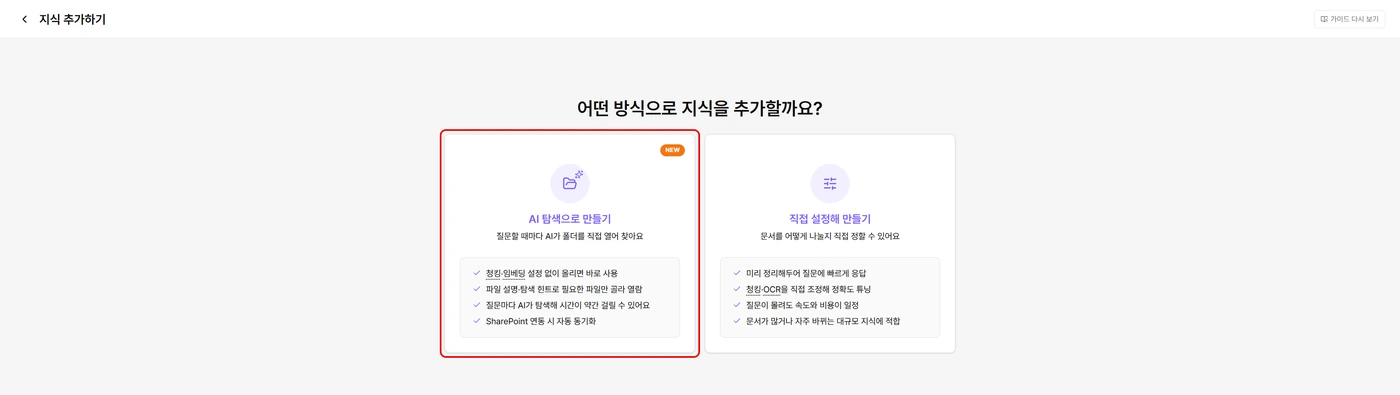 지식 추가하기
가이드 다시 보기
어떤 방식으로 지식을 추가할까요?
NEW
AI 탐색으로 만들기
질문할 때마다 AI가 폴더를 직접 열어 찾아요
청킹·임베딩 설정 없이 올리면 바로 사용
파일 설명·탐색 힌트로 필요한 파일만 골라 열람
질문마다 AI가 탐색해 시간이 약간 걸릴 수 있어요
SharePoint 연동 시 자동 동기화
직접 설정해 만들기
문서를 어떻게 나눌지 직접 정할 수 있어요
미리 정리해두어 질문에 빠르게 응답
청킹·OCR을 직접 조정해 정확도 튜닝
질문이 몰려도 속도와 비용이 일정
문서가 많거나 자주 바뀌는 대규모 지식에 적합